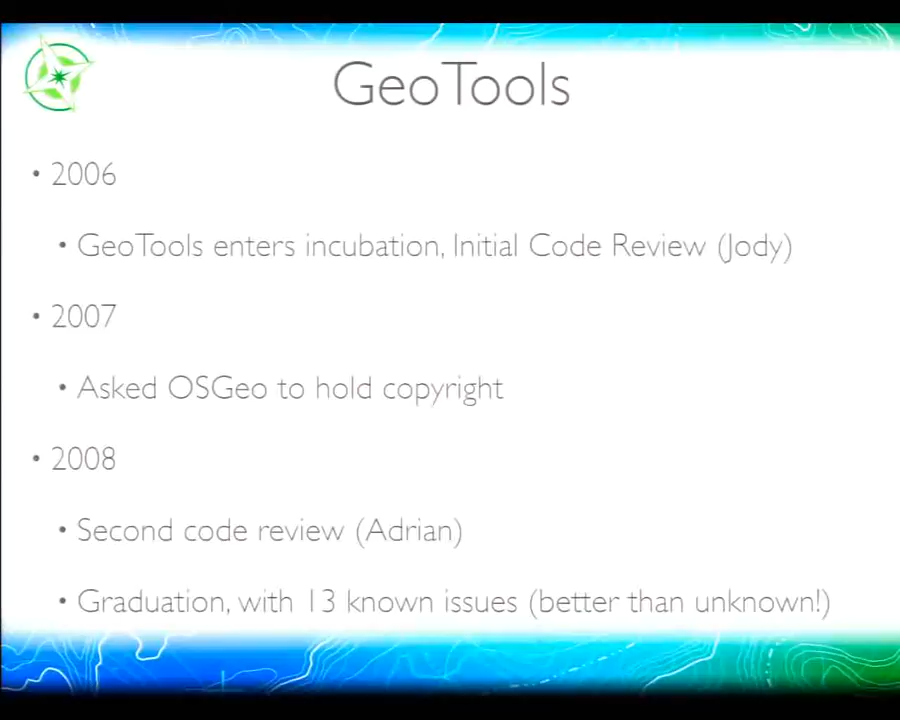 GeoTools
• 2006
• GeoTools enters incubation, Initial Code Review (Jody)
• 2007
• Asked OSGeo to hold copyright
• 2008
• Second code review (Adrian)
• Graduation, with 13 known issues (better than unknown!)